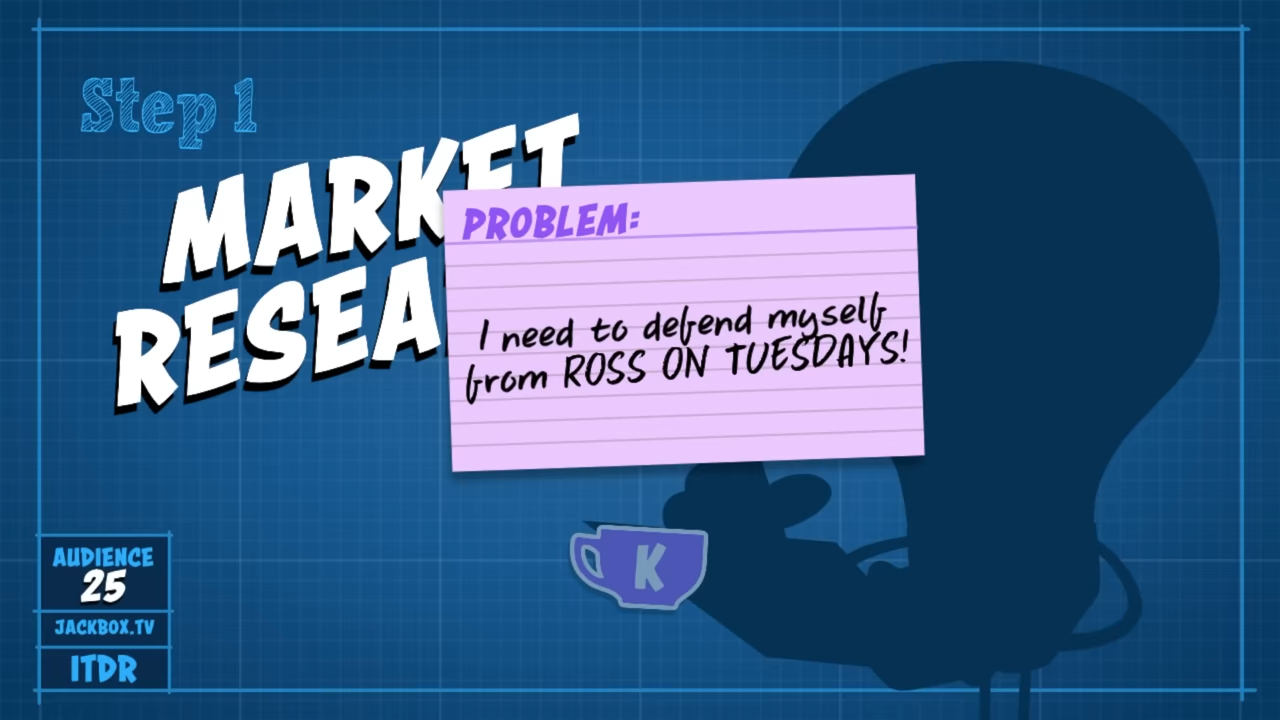 Step 1
MARKET
RESEA
PROBLEM:
I need to defend myself
from ROSS ON TUESDAYS!
K
AUDIENCE
25
JACKBOX.TV
ITDR